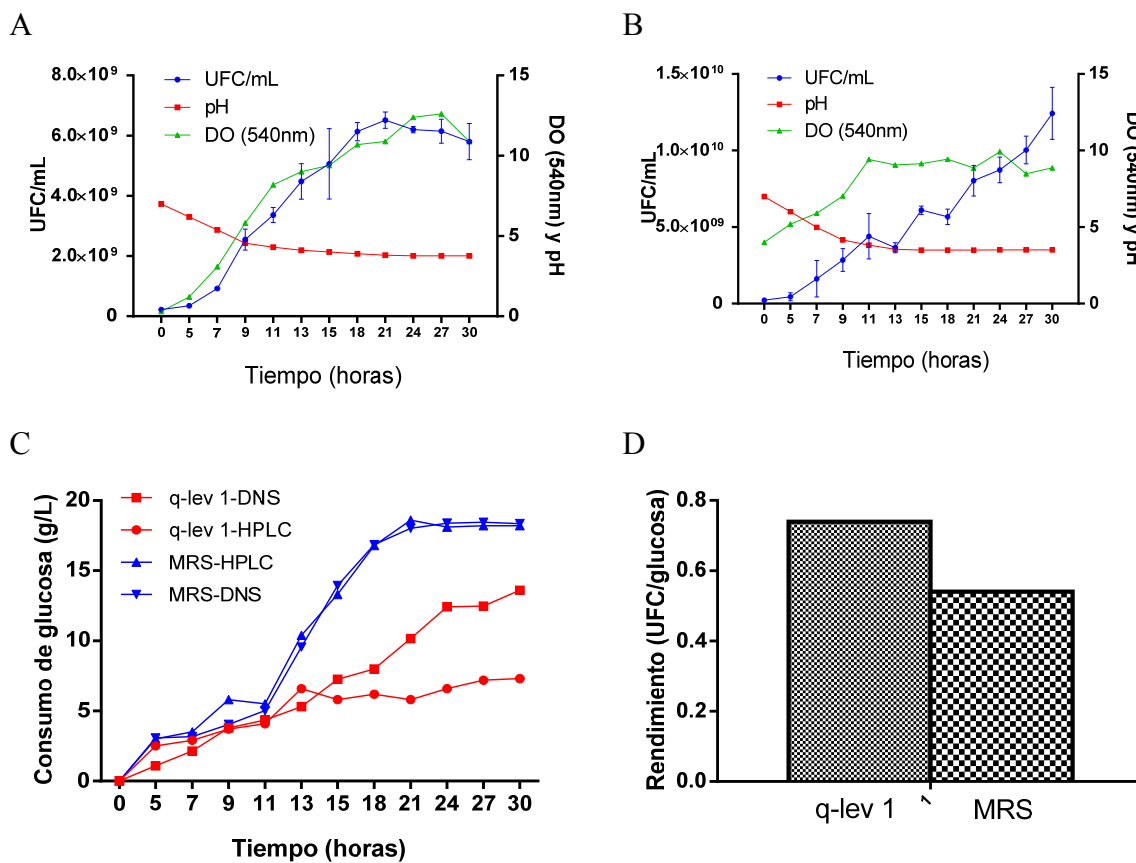 A
8.0×10⁹
6.0×10⁹
4.0×10⁹
2.0×10⁹
0
UFC/mL
UFC/mL
pH
DO (540nm)
15
10
5
0
DO (540nm) y pH
0 5 7 9 11 13 15 18 21 24 27 30
Tiempo (horas)
B
1.5×10¹⁰
1.0×10¹⁰
5.0×10⁰⁹
0
UFC/mL
UFC/mL
pH
DO (540nm)
15
10
5
0
DO (540nm) y pH
0 5 7 9 11 13 15 18 21 24 27 30
Tiempo (horas)
C
20
15
10
5
0
Consumo de glucosa (g/L)
q-lev 1-DNS
q-lev 1-HPLC
MRS-HPLC
MRS-DNS
0 5 7 9 11 13 15 18 21 24 27 30
Tiempo (horas)
D
0.8
0.6
0.4
0.2
0.0
Rendimiento (UFC/glucosa)
q-lev 1 1 MRS